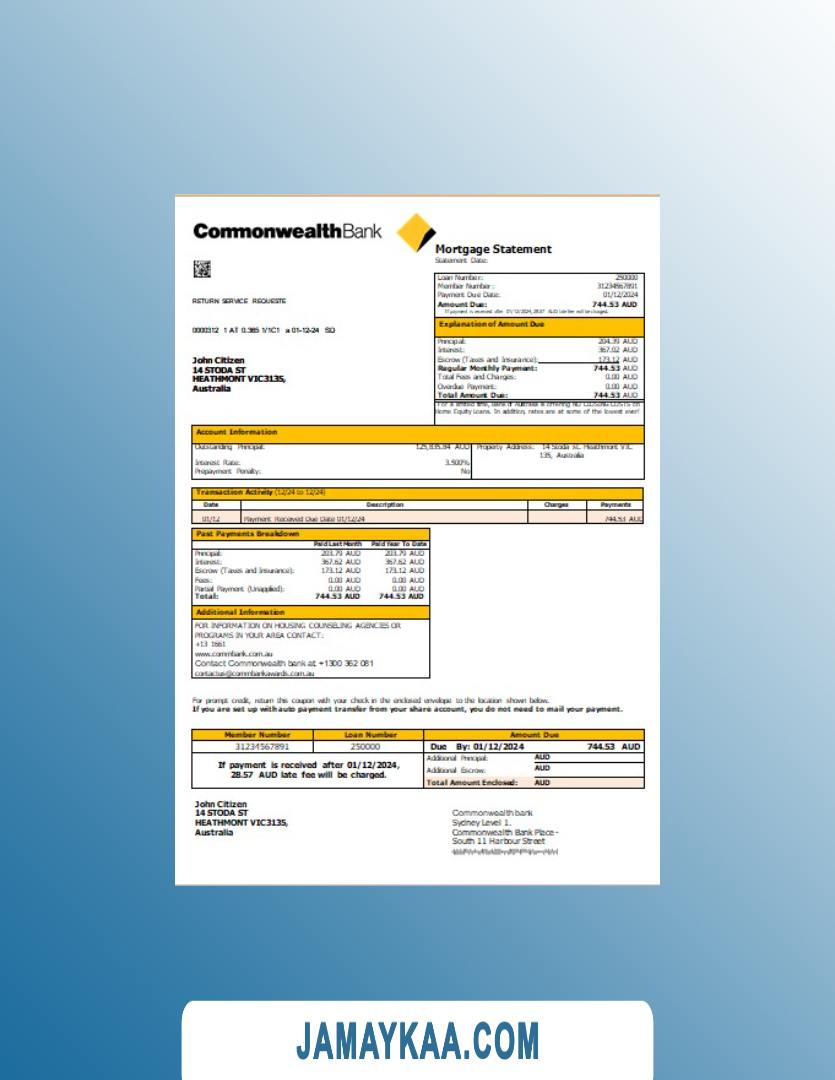 CommonwealthBank
Mortgage Statement
Statement Date:
Loan Number: 250000
Member Number: 31234567891
Payment Due Date: 01/12/2024
Amount Due: 744.53 AUD
If payment is received after 01/12/2024, 28.57 AUD late fee will be charged.
RETURN SERVICE REQUESTE
0000312 1 AT 0.365 1/1C1 a 01-12-24 SD
John Citizen
14 STODA ST
HEATHMONT VIC3135,
Australia
Explanation of Amount Due
Principal: 204.39 AUD
Interest: 367.02 AUD
Escrow (Taxes and Insurance): 173.12 AUD
Regular Monthly Payment: 744.53 AUD
Total Fees and Charges: 0.00 AUD
Overdue Payment: 0.00 AUD
Total Amount Due: 744.53 AUD
For a limited time, Bank of Australia is offering NO CLOSING COSTS on
Home Equity Loans. In addition, rates are at some of the lowest ever!
Account Information
Outstanding Principal: 125,835.84 AUD
Interest Rate: 3.500%
Prepayment Penalty: No
Property Address: 14 Stoda st. Heathmont VIC
135, Australia
Transaction Activity (12/24 to 12/24)
Date Description Charges Payments
01/12 Payment Received Due Date 01/12/24 744.53 AUD
Past Payments Breakdown
Paid Last Month Paid Year To Date
Principal: 203.79 AUD 203.79 AUD
Interest: 367.62 AUD 367.62 AUD
Escrow (Taxes and Insurance): 173.12 AUD 173.12 AUD
Fees: 0.00 AUD 0.00 AUD
Partial Payment (Unapplied): 0.00 AUD 0.00 AUD
Total: 744.53 AUD 744.53 AUD
Additional Information
FOR INFORMATION ON HOUSING COUNSELING AGENCIES OR
PROGRAMS IN YOUR AREA CONTACT:
+13 1661
www.commbank.com.au
Contact Commonwealth bank at: +1300 362 081
contactus@commbankawards.com.au
For prompt credit, return this coupon with your check in the enclosed envelope to the location shown below.
If you are set up with auto payment transfer from your share account, you do not need to mail your payment.
Member Number Loan Number Amount Due
31234567891 250000 Due By: 01/12/2024 744.53 AUD
If payment is received after 01/12/2024,
28.57 AUD late fee will be charged.
Additional Principal: AUD
Additional Escrow: AUD
Total Amount Enclosed: AUD
John Citizen
14 STODA ST
HEATHMONT VIC3135,
Australia
Commonwealth bank
Sydney Level 1.
Commonwealth Bank Place -
South 11 Harbour Street
JAMAYKAA.COM